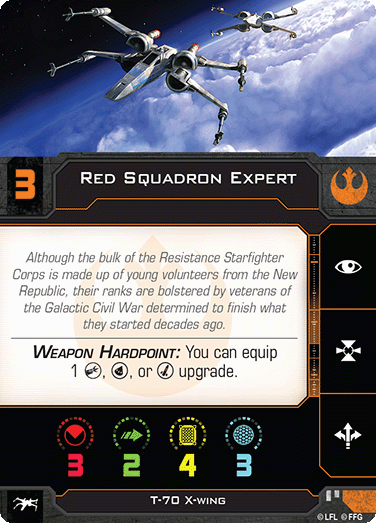 3
RED SQUADRON EXPERT
Although the bulk of the Resistance Starfighter
Corps is made up of young volunteers from the New
Republic, their ranks are bolstered by veterans of
the Galactic Civil War determined to finish what
they started decades ago.
WEAPON HARDPOINT: You can equip
1 , , or upgrade.
3 2 4 3
T-70 X-WING
© LFL © FFG